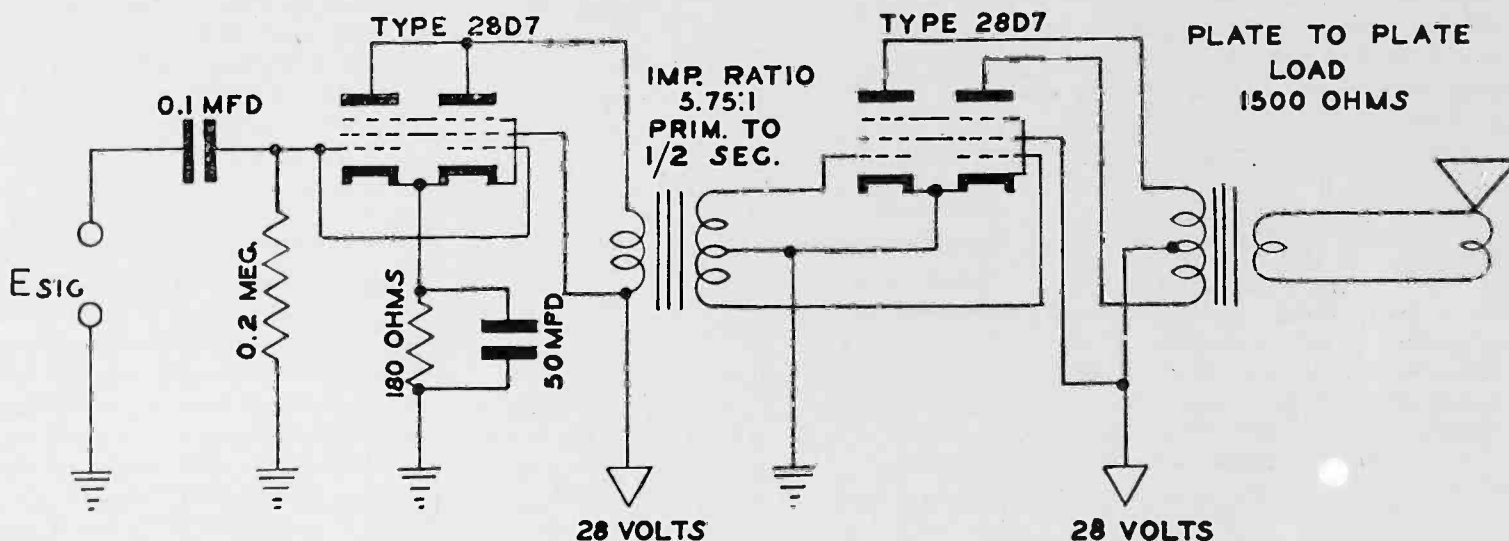 TYPE 28D7
0.1 MFD
ESIG
0.2 MEG.
180 OHMS
50 MFD
IMP. RATIO
5.75:1
PRIM. TO
1/2 SEC.
28 VOLTS
TYPE 28D7
PLATE TO PLATE
LOAD
1500 OHMS
28 VOLTS